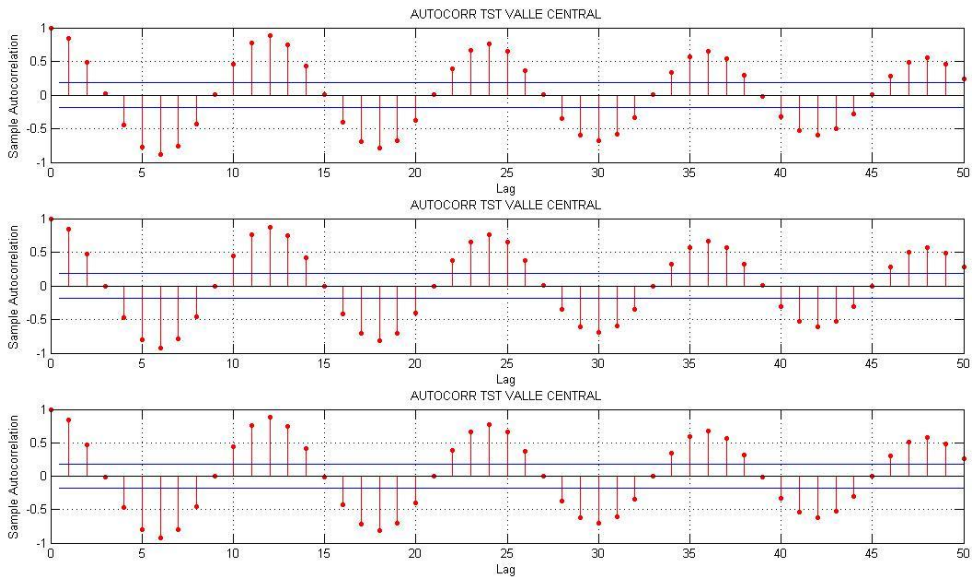 AUTOCORR TST VALLE CENTRAL
Sample Autocorrelation
1
0.5
0
-0.5
-1
0 5 10 15 20 25 30 35 40 45 50
Lag
AUTOCORR TST VALLE CENTRAL
Sample Autocorrelation
1
0.5
0
-0.5
-1
0 5 10 15 20 25 30 35 40 45 50
Lag
AUTOCORR TST VALLE CENTRAL
Sample Autocorrelation
1
0.5
0
-0.5
-1
0 5 10 15 20 25 30 35 40 45 50
Lag